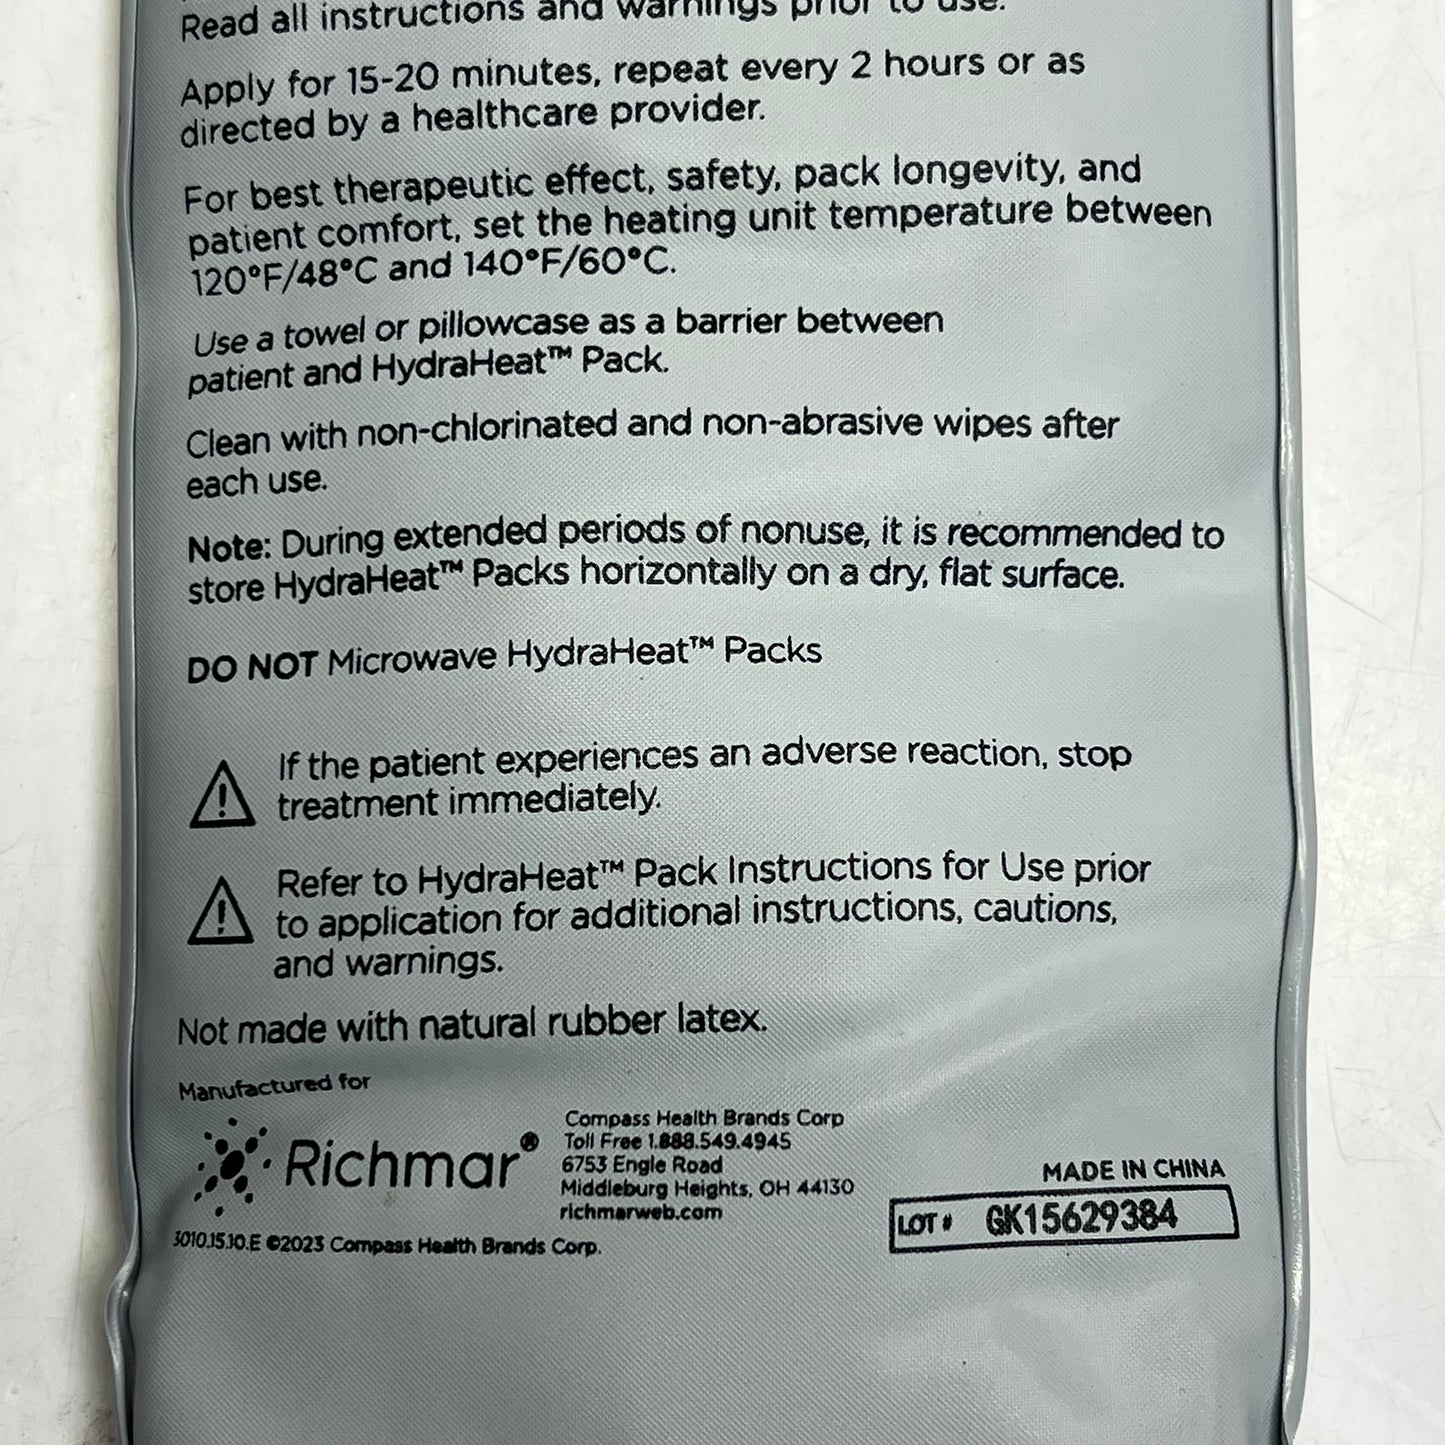 Read all instructions and warnings prior to use.
Apply for 15-20 minutes, repeat every 2 hours or as
directed by a healthcare provider.
For best therapeutic effect, safety, pack longevity, and
patient comfort, set the heating unit temperature between
120°F/48°C and 140°F/60°C.
Use a towel or pillowcase as a barrier between
patient and HydraHeat™ Pack.
Clean with non-chlorinated and non-abrasive wipes after
each use.
Note: During extended periods of nonuse, it is recommended to
store HydraHeat™ Packs horizontally on a dry, flat surface.
DO NOT Microwave HydraHeat™ Packs
If the patient experiences an adverse reaction, stop
treatment immediately.
Refer to HydraHeat™ Pack Instructions for Use prior
to application for additional instructions, cautions,
and warnings.
Not made with natural rubber latex.
Manufactured for
Richmar®
Compass Health Brands Corp
Toll Free 1.888.549.4945
6753 Engle Road
Middleburg Heights, OH 44130
richmarweb.com
3010.15.10.E ©2023 Compass Health Brands Corp.
MADE IN CHINA
LOT # GK15629384